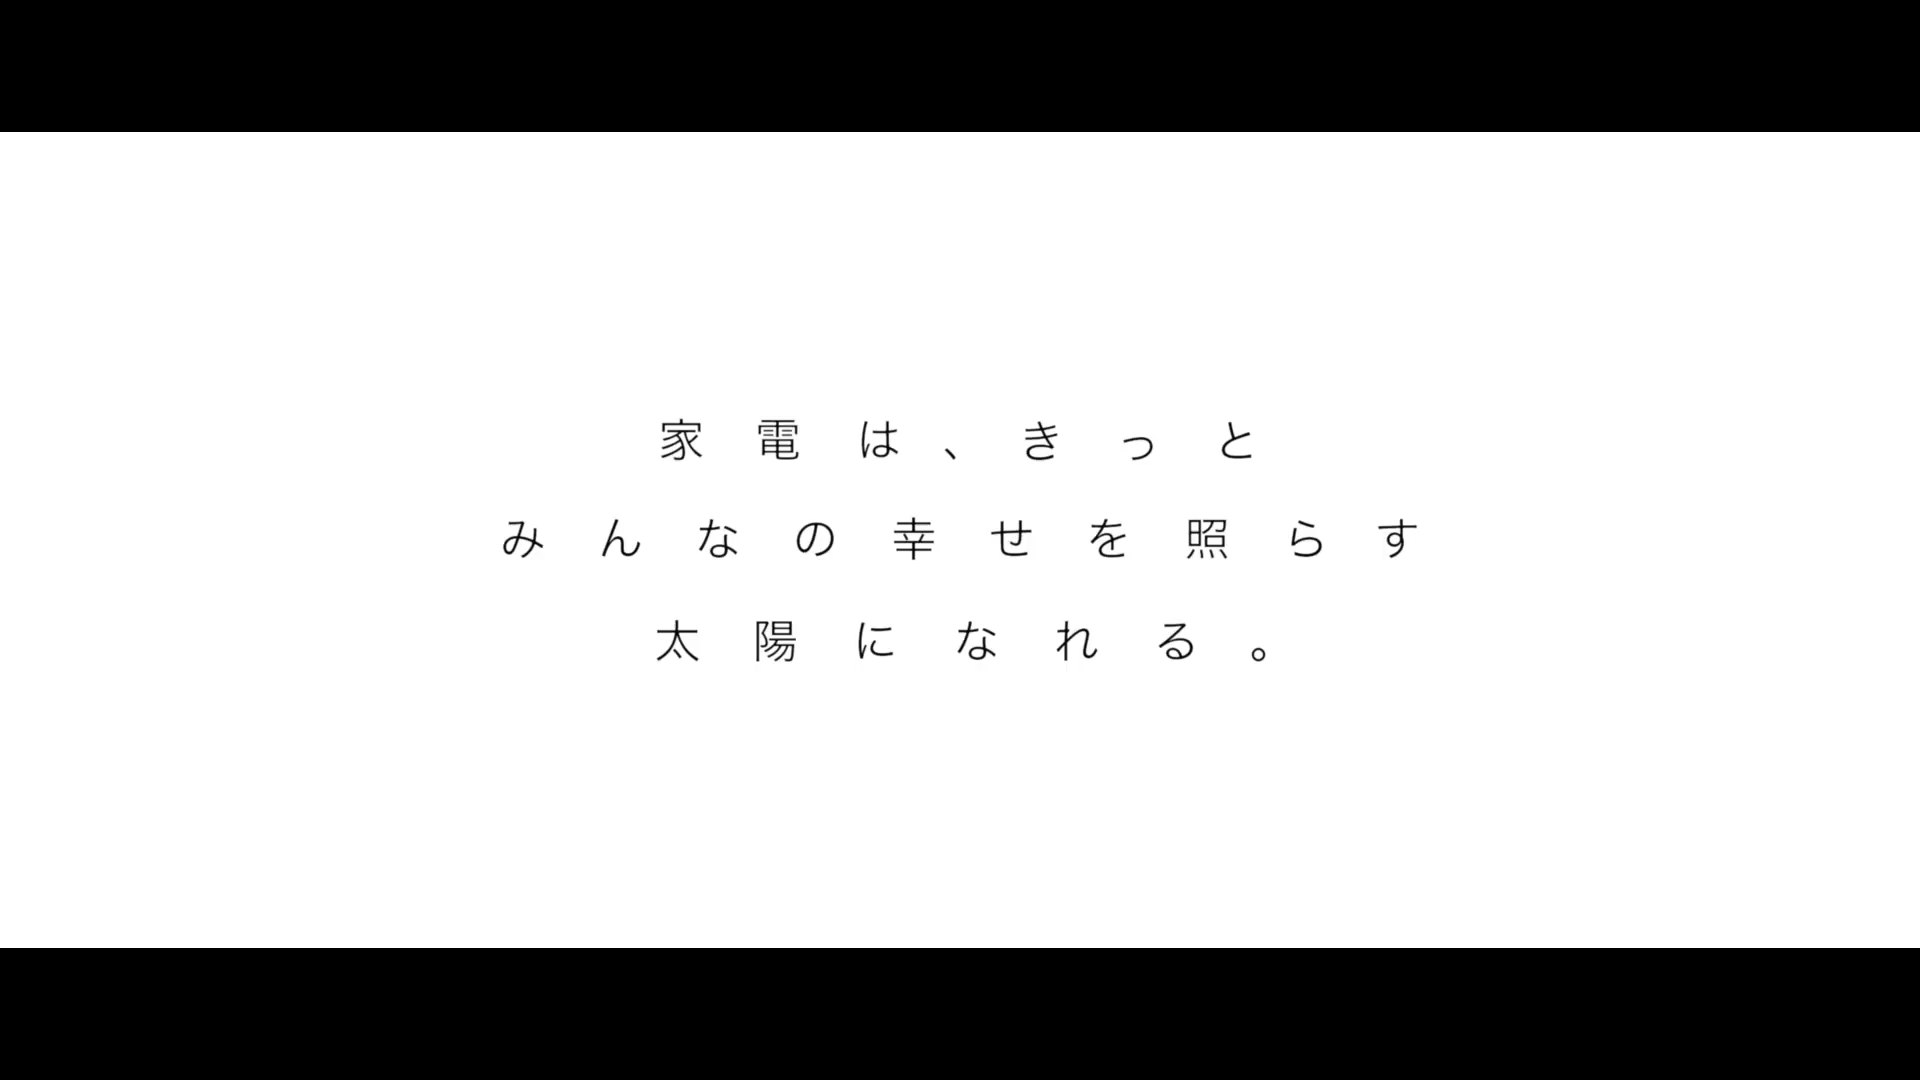 家電は、きっと
みんなの幸せを照らす
太陽になれる。